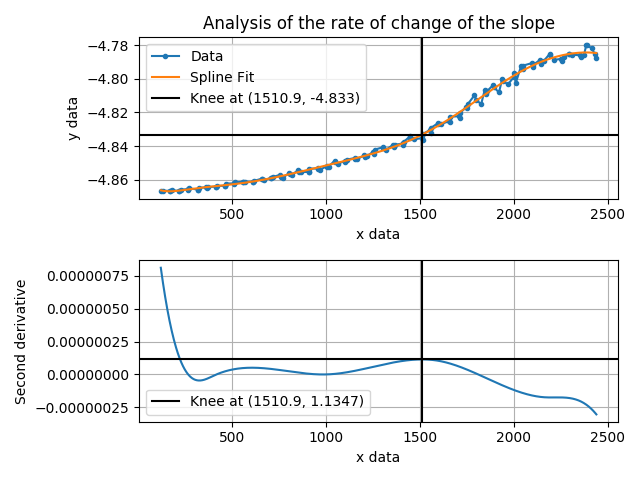 Analysis of the rate of change of the slope
−4.78
−4.80
−4.82
−4.84
−4.86
y data
Data
Spline Fit
Knee at (1510.9, -4.833)
500
1000
1500
2000
2500
x data
0.00000075
0.00000050
0.00000025
0.00000000
−0.00000025
Second derivative
Knee at (1510.9, 1.1347)
500
1000
1500
2000
2500
x data